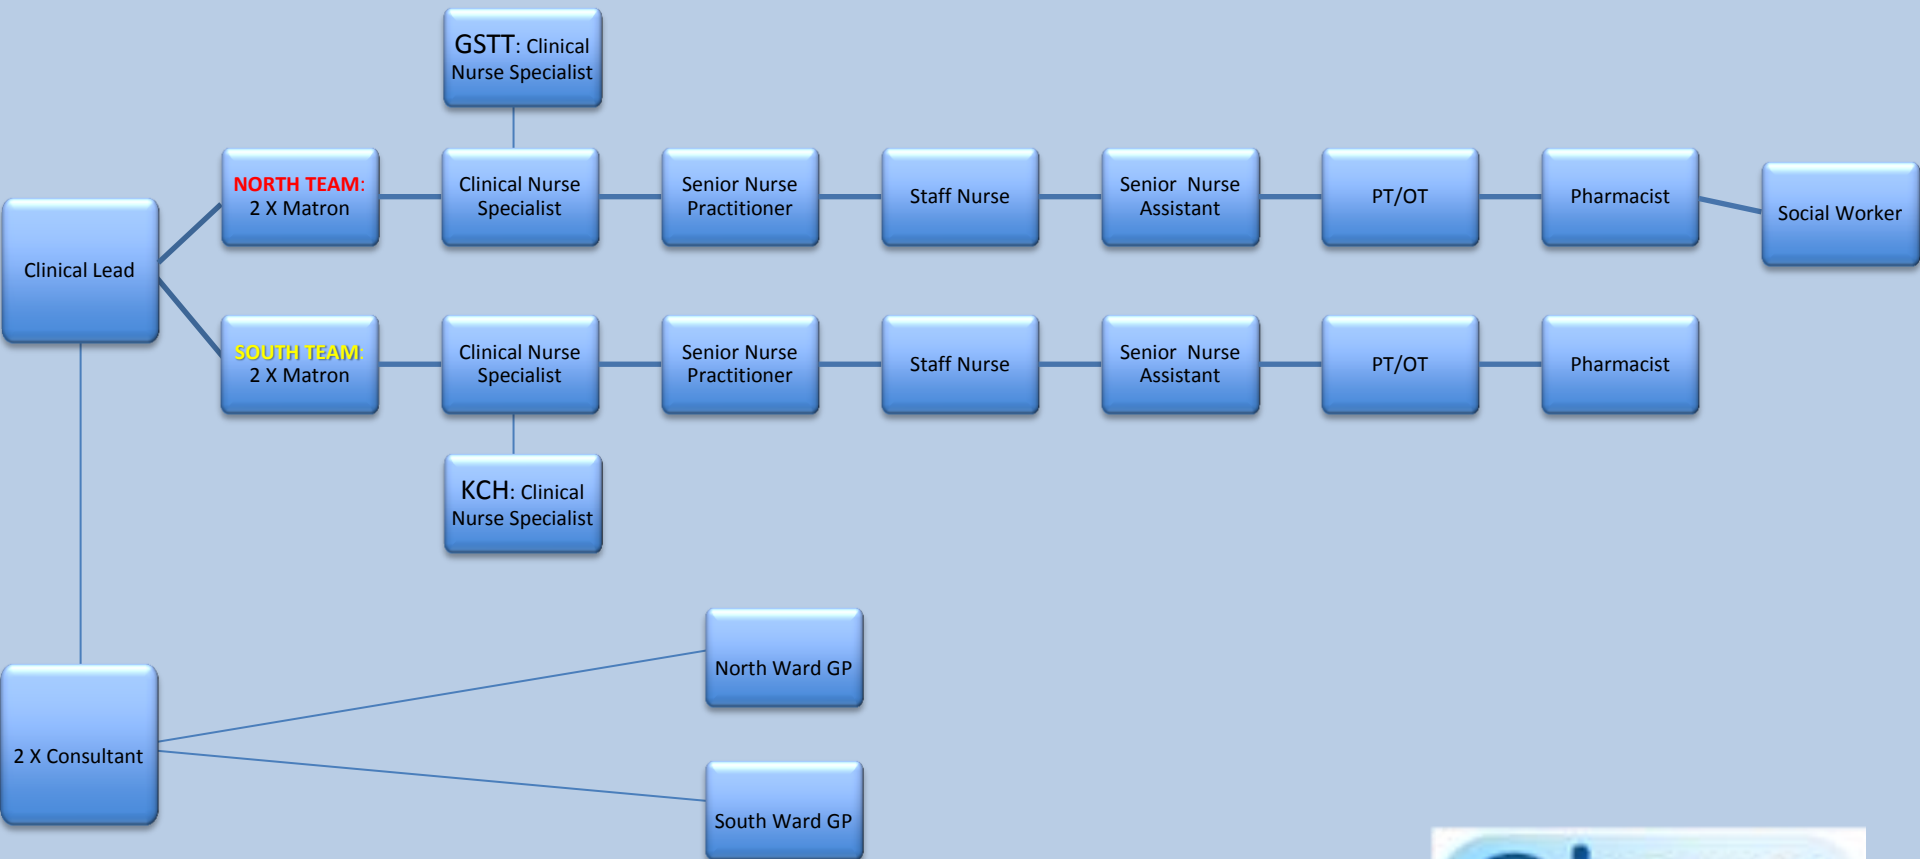 GSTT: Clinical
Nurse Specialist
NORTH TEAM:
2 X Matron
Clinical Nurse
Specialist
Senior Nurse
Practitioner
Staff Nurse
Senior Nurse
Assistant
PT/OT
Pharmacist
Social Worker
Clinical Lead
SOUTH TEAM:
2 X Matron
Clinical Nurse
Specialist
Senior Nurse
Practitioner
Staff Nurse
Senior Nurse
Assistant
PT/OT
Pharmacist
KCH: Clinical
Nurse Specialist
North Ward GP
2 X Consultant
South Ward GP